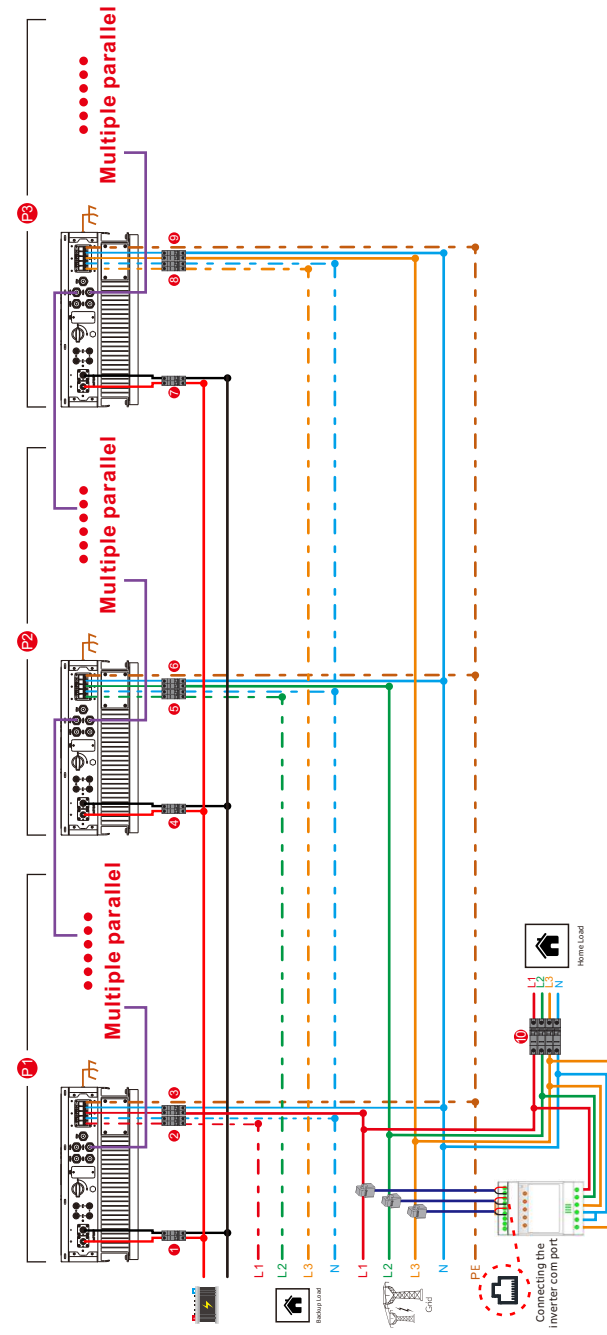 P1
P2
P3
Multiple parallel
Multiple parallel
Multiple parallel
1
2
3
4
5
6
7
8
9
L1
L2
L3
N
Backup Load
L1
L2
L3
N
PE
Grid
10
L1
L2
L3
N
Home Load
Connecting the
inverter com port